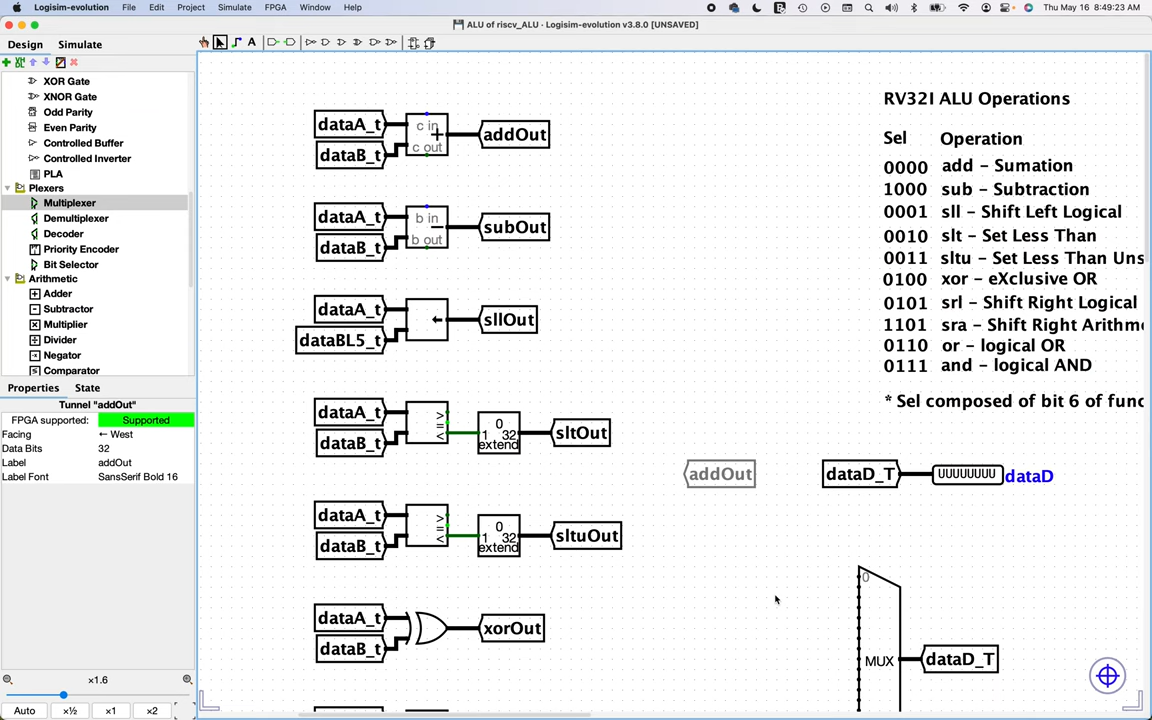 Logisim-evolution File Edit Project Simulate FPGA Window Help Thu May 16 8:49:23 AM
ALU of riscv_ALU · Logisim-evolution v3.8.0 [UNSAVED]
Design Simulate
A
VH
DL
XOR Gate
XNOR Gate
Odd Parity
Even Parity
Controlled Buffer
Controlled Inverter
PLA
Plexers
Multiplexer
Demultiplexer
Decoder
Priority Encoder
Bit Selector
Arithmetic
Adder
Subtractor
Multiplier
Divider
Negator
Comparator
Properties State
Tunnel "addOut"
FPGA supported: Supported
Facing ← West
Data Bits 32
Label addOut
Label Font SansSerif Bold 16
×1.6
Auto ×½ ×1 ×2
dataA_t
dataB_t
c in
+
c out
addOut
dataA_t
dataB_t
b in
−
b out
subOut
dataA_t
dataBL5_t
←
sllOut
dataA_t
dataB_t
>
=
<
0
1 32
extend
sltOut
dataA_t
dataB_t
>
=
<
0
1 32
extend
sltuOut
dataA_t
dataB_t
xorOut
RV32I ALU Operations
Sel Operation
0000 add – Sumation
1000 sub – Subtraction
0001 sll – Shift Left Logical
0010 slt – Set Less Than
0011 sltu – Set Less Than Uns
0100 xor – eXclusive OR
0101 srl – Shift Right Logical
1101 sra – Shift Right Arithm
0110 or – logical OR
0111 and – logical AND
* Sel composed of bit 6 of func
addOut
dataD_T UUUUUUUU dataD
0
MUX
dataD_T